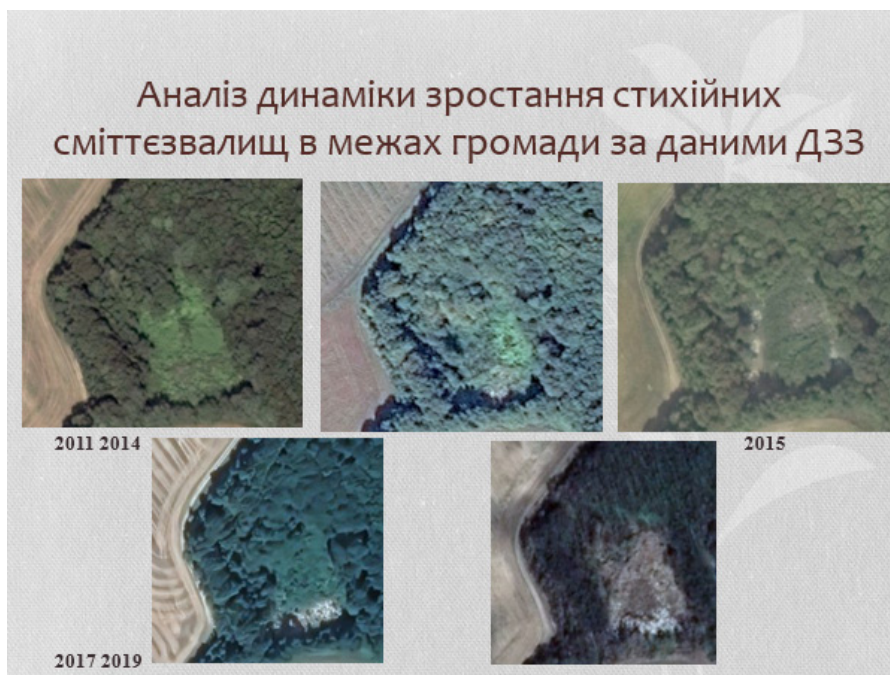 Аналіз динаміки зростання стихійних
сміттєзвалищ в межах громади за даними ДЗЗ
2011 2014
2015
2017 2019